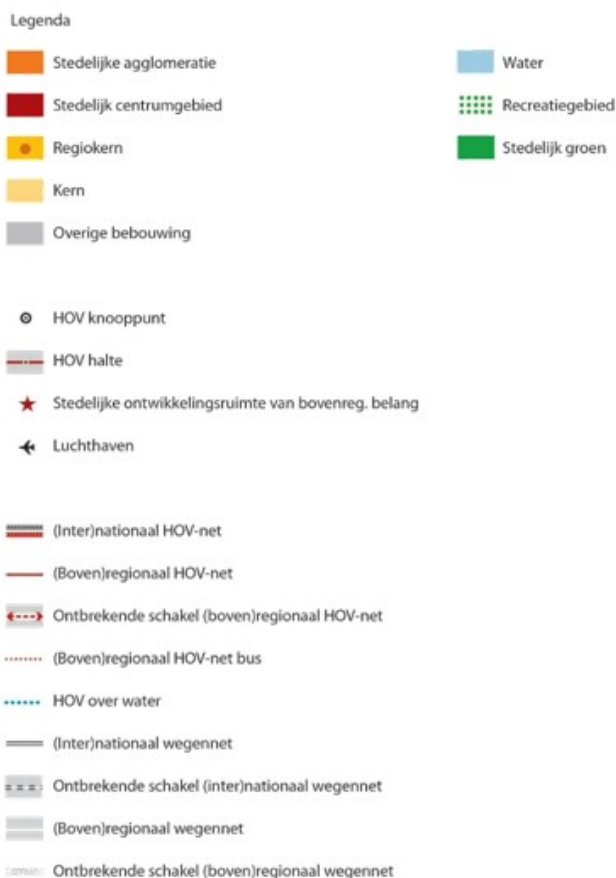 Legenda
Stedelijke agglomeratie
Stedelijk centrumgebied
Regiokern
Kern
Overige bebouwing
Water
Recreatiegebied
Stedelijk groen
HOV knooppunt
HOV halte
Stedelijke ontwikkelingsruimte van bovenreg. belang
Luchthaven
(Inter)nationaal HOV-net
(Boven)regionaal HOV-net
Ontbrekende schakel (boven)regionaal HOV-net
(Boven)regionaal HOV-net bus
HOV over water
(Inter)nationaal wegennet
Ontbrekende schakel (inter)nationaal wegennet
(Boven)regionaal wegennet
Ontbrekende schakel (boven)regionaal wegennet